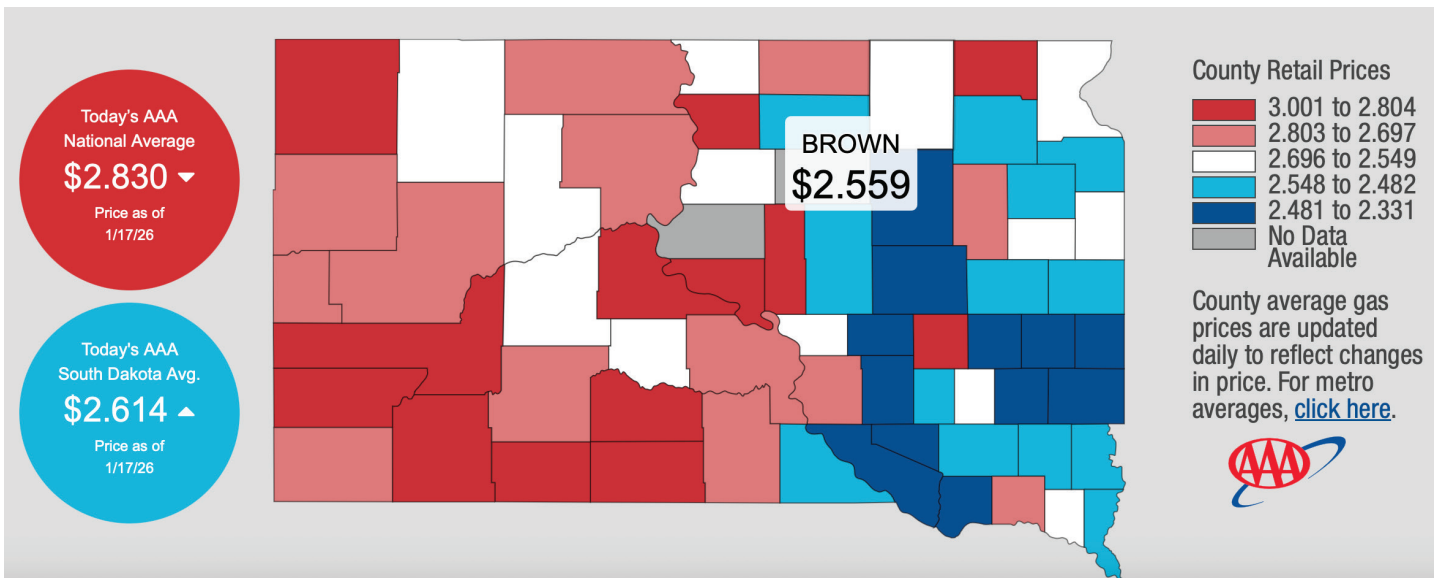 Today's AAA
National Average
$2.830
Price as of
1/17/26
Today's AAA
South Dakota Avg.
$2.614
Price as of
1/17/26
BROWN
$2.559
County Retail Prices
3.001 to 2.804
2.803 to 2.697
2.696 to 2.549
2.548 to 2.482
2.481 to 2.331
No Data
Available
County average gas
prices are updated
daily to reflect changes
in price. For metro
averages, click here.
AAA